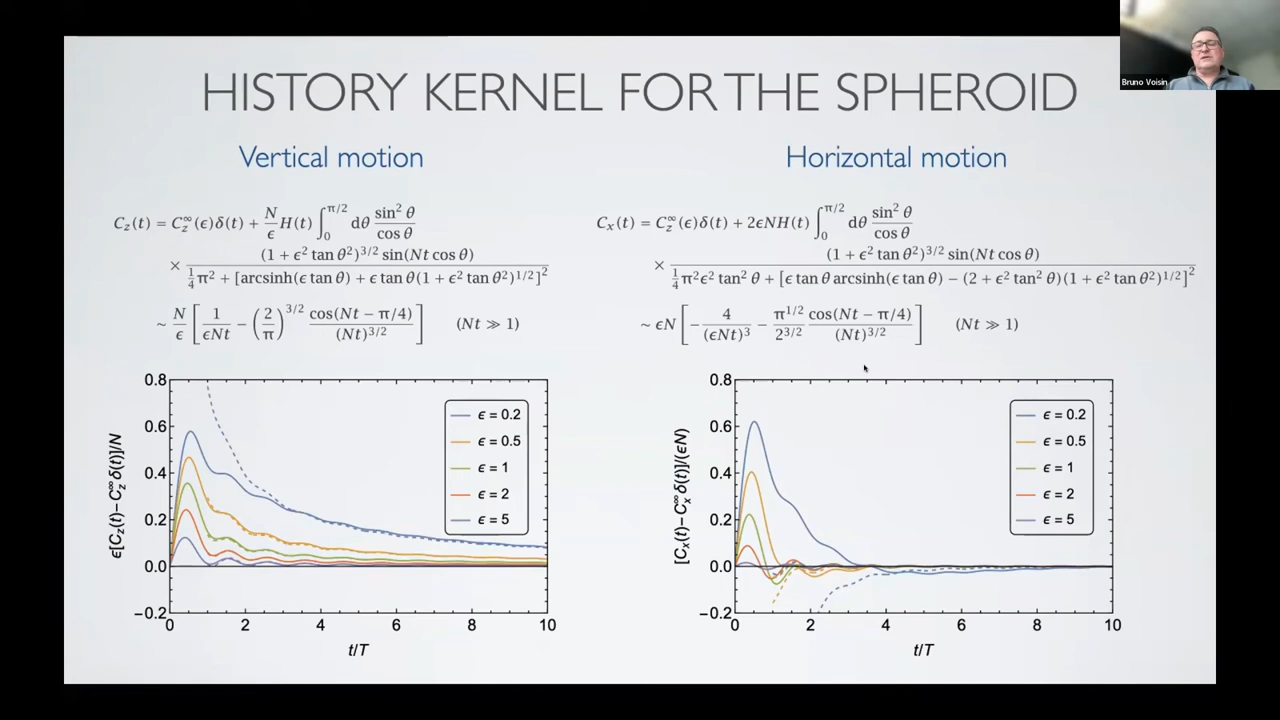 Bruno Voisin
HISTORY KERNEL FOR THE SPHEROID
Vertical motion
C_z(t) = C_z^∞(ϵ)δ(t) + N/ϵ H(t) ∫_0^{π/2} dθ sin² θ / cos θ
× (1 + ϵ² tan θ²)^{3/2} sin(Nt cos θ) / ¼π² + [arcsinh(ϵ tan θ) + ϵ tan θ(1 + ϵ² tan θ²)^{1/2}]²
~ N/ϵ [1/ϵNt − (2/π)^{3/2} cos(Nt − π/4)/(Nt)^{3/2}] (Nt ≫ 1)
Horizontal motion
C_x(t) = C_z^∞(ϵ)δ(t) + 2ϵNH(t) ∫_0^{π/2} dθ sin² θ / cos θ
× (1 + ϵ² tan θ²)^{3/2} sin(Nt cos θ) / ¼π²ϵ² tan² θ + [ϵ tan θ arcsinh(ϵ tan θ) − (2 + ϵ² tan² θ)(1 + ϵ² tan θ²)^{1/2}]²
~ ϵN [−4/(ϵNt)³ − π^{1/2}/2^{3/2} cos(Nt − π/4)/(Nt)^{3/2}] (Nt ≫ 1)
ϵ[C_z(t)−C_z^∞ δ(t)]/N
0.8
0.6
0.4
0.2
0.0
−0.2
0 2 4 6 8 10
t/T
ϵ = 0.2
ϵ = 0.5
ϵ = 1
ϵ = 2
ϵ = 5
[C_x(t)−C_x^∞ δ(t)]/(ϵN)
0.8
0.6
0.4
0.2
0.0
−0.2
0 2 4 6 8 10
t/T
ϵ = 0.2
ϵ = 0.5
ϵ = 1
ϵ = 2
ϵ = 5